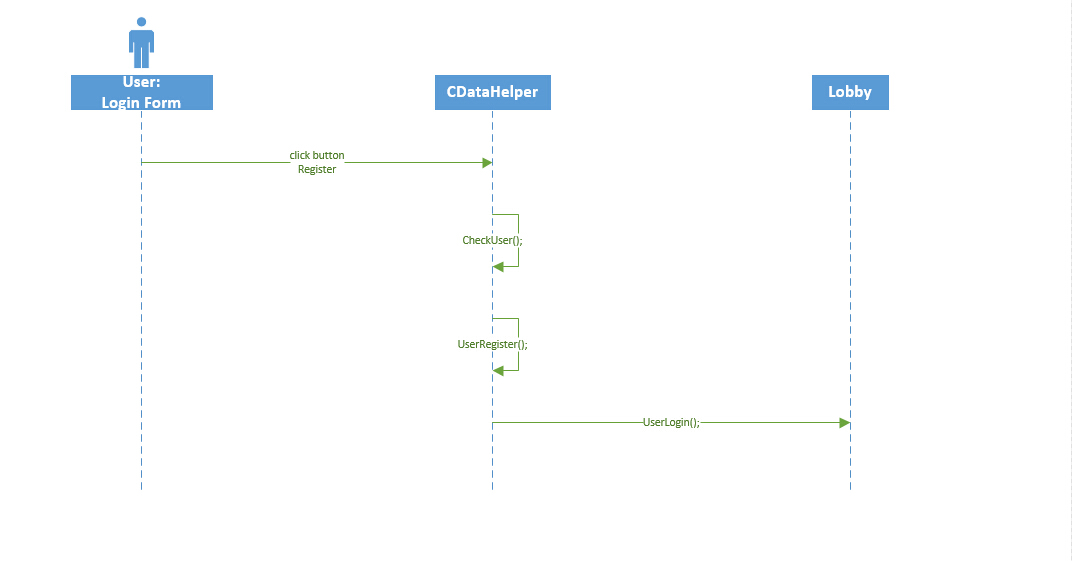 User:
Login Form
CDataHelper
Lobby
click button
Register
CheckUser();
UserRegister();
UserLogin();